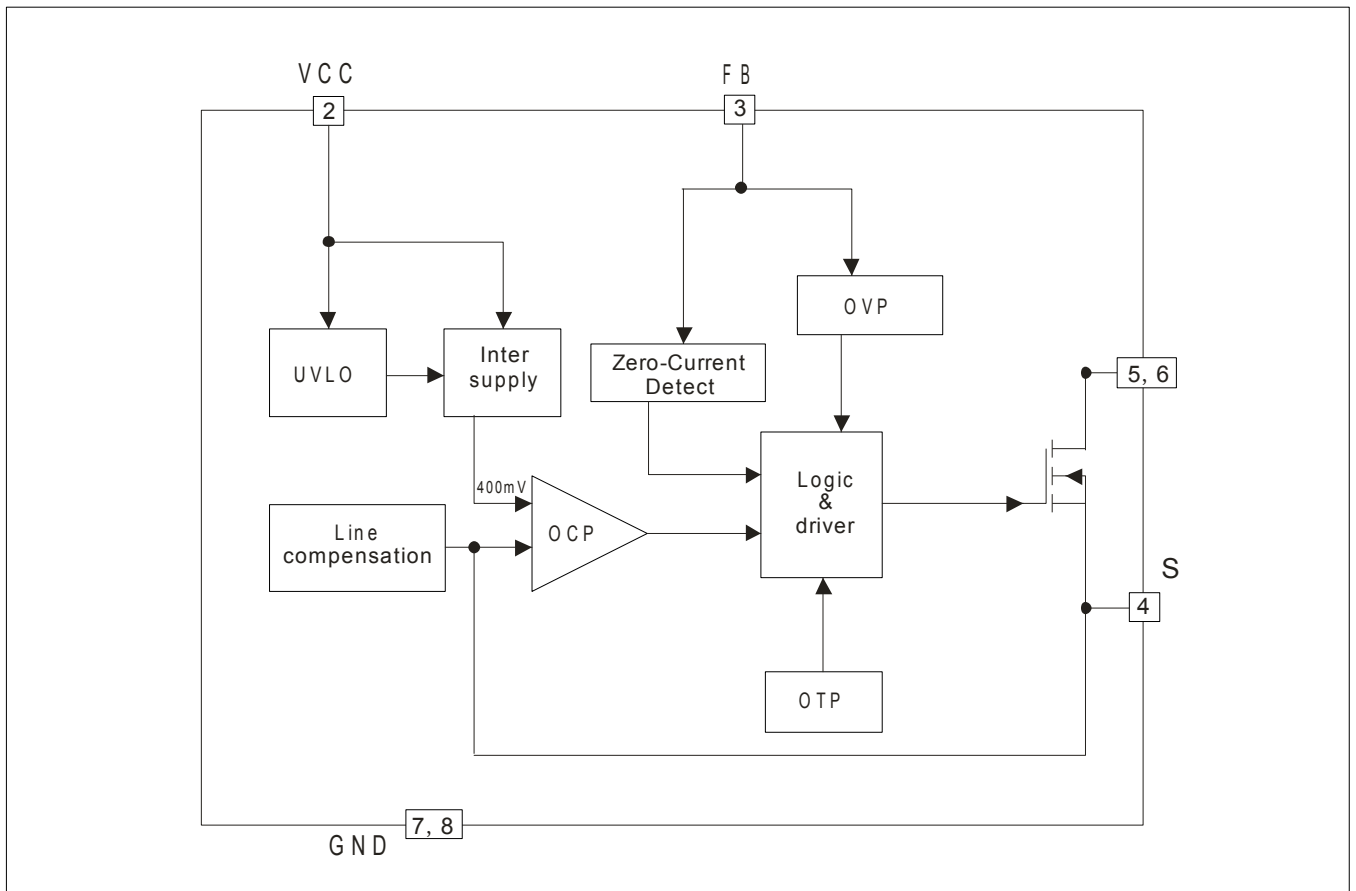 VCC
FB
2
3
OVP
UVLO
Inter
supply
Zero-Current
Detect
5, 6
400mV
Logic
&
driver
Line
compensation
OCP
S
4
OTP
7, 8
GND